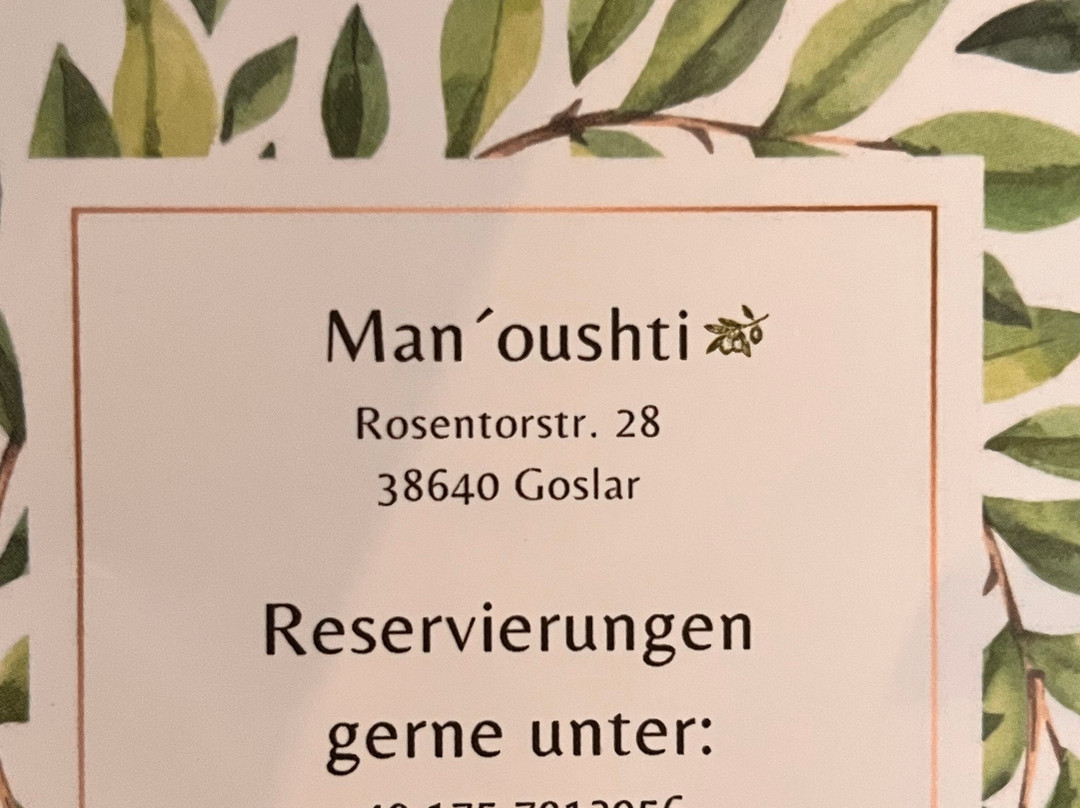 Man´oushti
Rosentorstr. 28
38640 Goslar
Reservierungen
gerne unter: